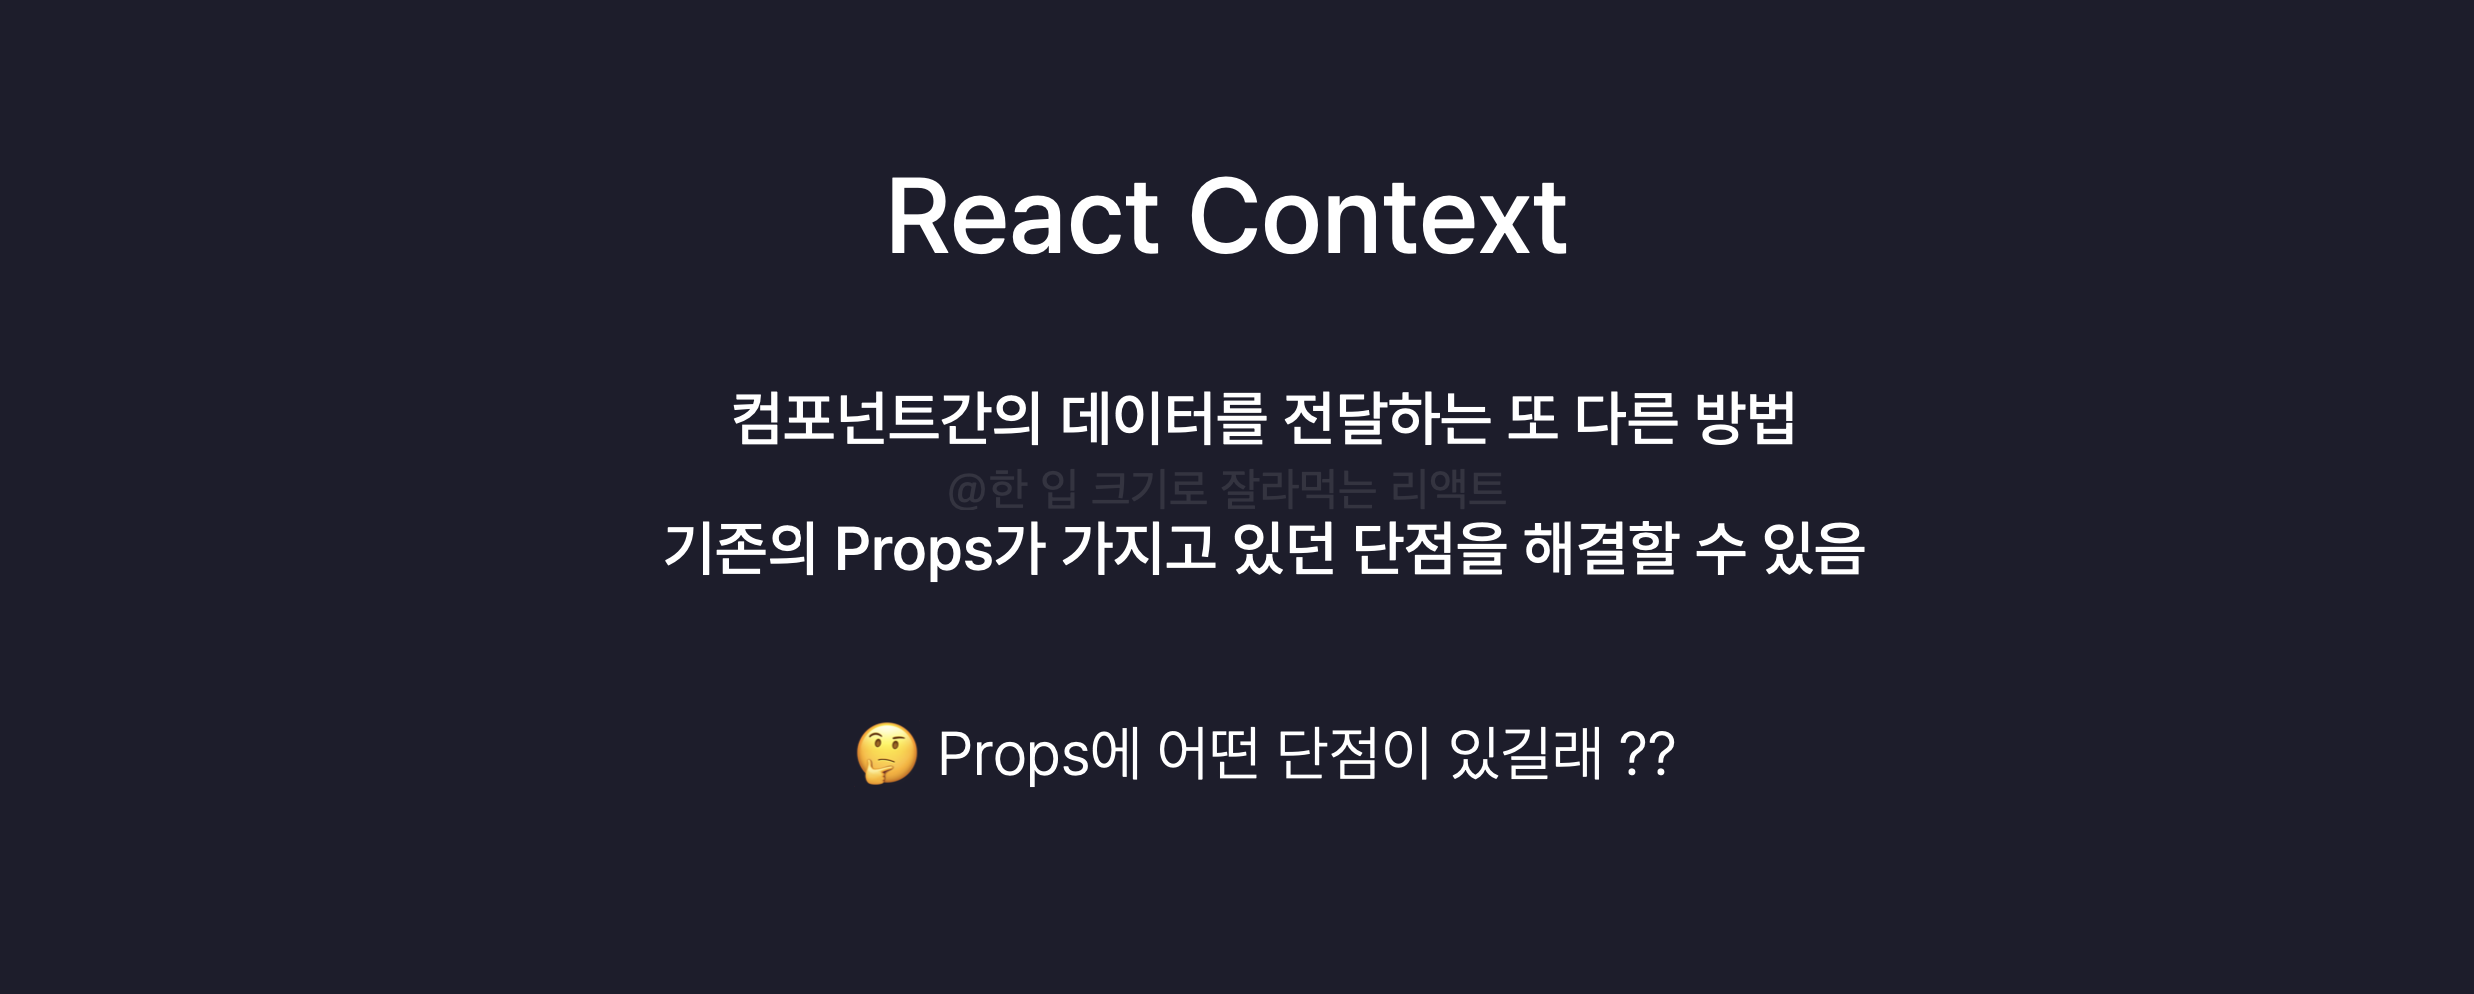 React Context
컴포넌트간의 데이터를 전달하는 또 다른 방법
@한 입 크기로 잘라먹는 리액트
기존의 Props가 가지고 있던 단점을 해결할 수 있음
🤔 Props에 어떤 단점이 있길래 ??